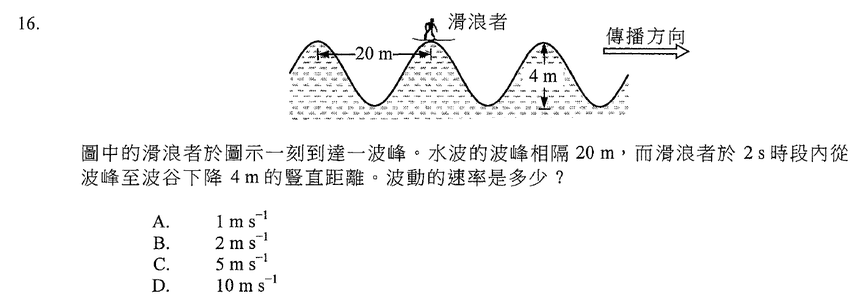 16.
滑浪者
傳播方向
20 m
4 m
圖中的滑浪者於圖示一刻到達一波峰。水波的波峰相隔 20 m，而滑浪者於 2 s 時段內從
波峰至波谷下降 4 m 的豎直距離。波動的速率是多少？
A. 1 m s⁻¹
B. 2 m s⁻¹
C. 5 m s⁻¹
D. 10 m s⁻¹